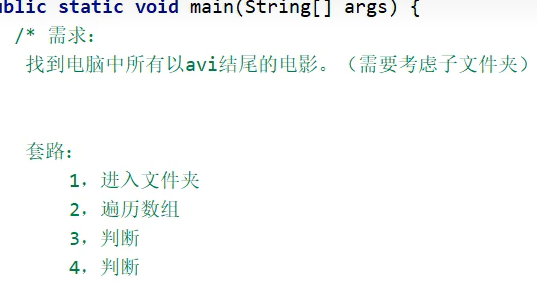 ublic static void main(String[] args) {
/* 需求：
找到电脑中所有以avi结尾的电影。（需要考虑子文件夹）
套路：
1，进入文件夹
2，遍历数组
3，判断
4，判断